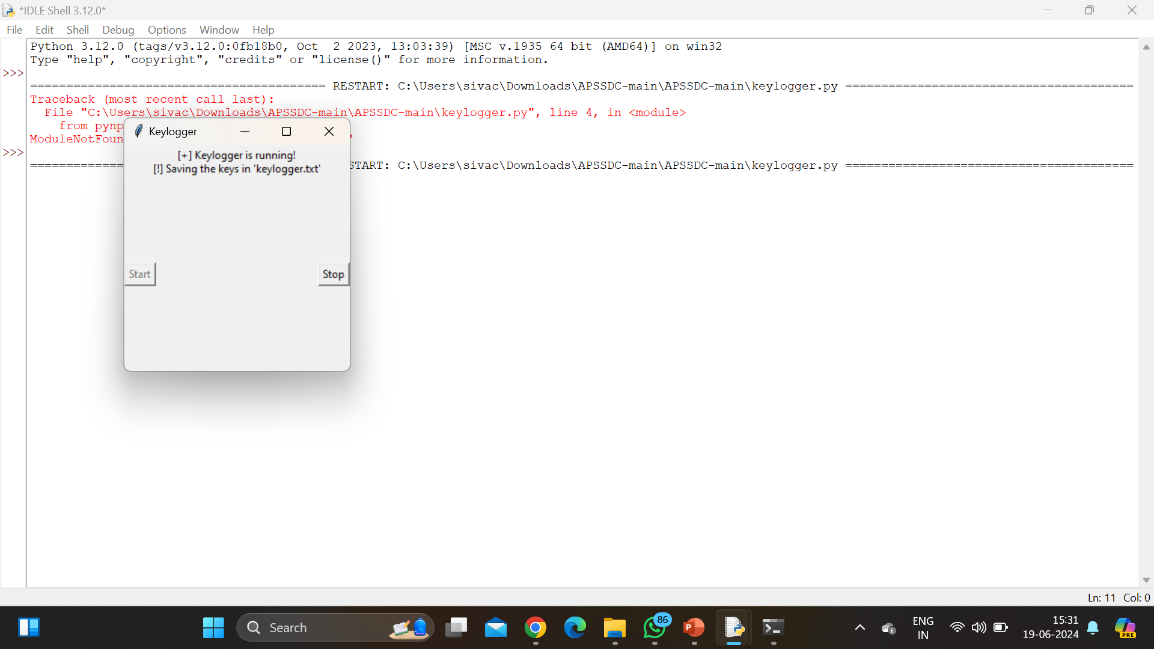 *IDLE Shell 3.12.0*
File Edit Shell Debug Options Window Help
Python 3.12.0 (tags/v3.12.0:0fb18b0, Oct  2 2023, 13:03:39) [MSC v.1935 64 bit (AMD64)] on win32
Type "help", "copyright", "credits" or "license()" for more information.
>>>
========================================= RESTART: C:\Users\sivac\Downloads\APSSDC-main\APSSDC-main\keylogger.py ========================================
Traceback (most recent call last):
File "C:\Users\sivac\Downloads\APSSDC-main\APSSDC-main\keylogger.py", line 4, in <module>
from pynp
ModuleNotFoun
>>>
============= START: C:\Users\sivac\Downloads\APSSDC-main\APSSDC-main\keylogger.py ========================================
Keylogger
[+] Keylogger is running!
[!] Saving the keys in 'keylogger.txt'
Start Stop
Ln: 11 Col: 0
Search
86
ENG
IN
15:31
19-06-2024
PRE